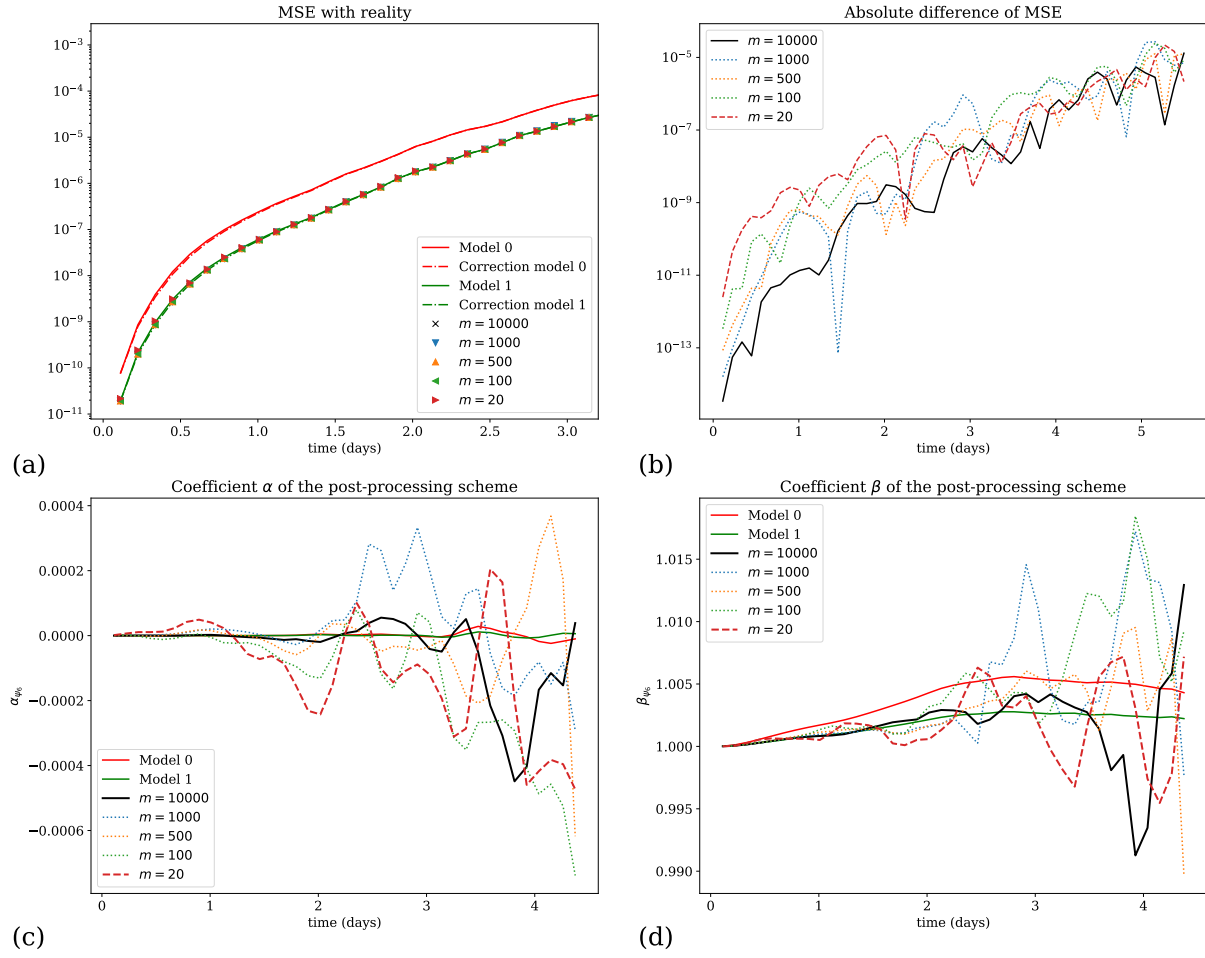 MSE with reality
10⁻³
10⁻⁴
10⁻⁵
10⁻⁶
10⁻⁷
10⁻⁸
10⁻⁹
10⁻¹⁰
10⁻¹¹
0.0 0.5 1.0 1.5 2.0 2.5 3.0
time (days)
Model 0
Correction model 0
Model 1
Correction model 1
m = 10000
m = 1000
m = 500
m = 100
m = 20
(a)
Absolute difference of MSE
10⁻⁵
10⁻⁷
10⁻⁹
10⁻¹¹
10⁻¹³
0 1 2 3 4 5
time (days)
m = 10000
m = 1000
m = 500
m = 100
m = 20
(b)
Coefficient α of the post-processing scheme
0.0004
0.0002
0.0000
−0.0002
−0.0004
−0.0006
α_ψ₆
0 1 2 3 4
time (days)
Model 0
Model 1
m = 10000
m = 1000
m = 500
m = 100
m = 20
(c)
Coefficient β of the post-processing scheme
1.015
1.010
1.005
1.000
0.995
0.990
β_ψ₆
0 1 2 3 4
time (days)
Model 0
Model 1
m = 10000
m = 1000
m = 500
m = 100
m = 20
(d)